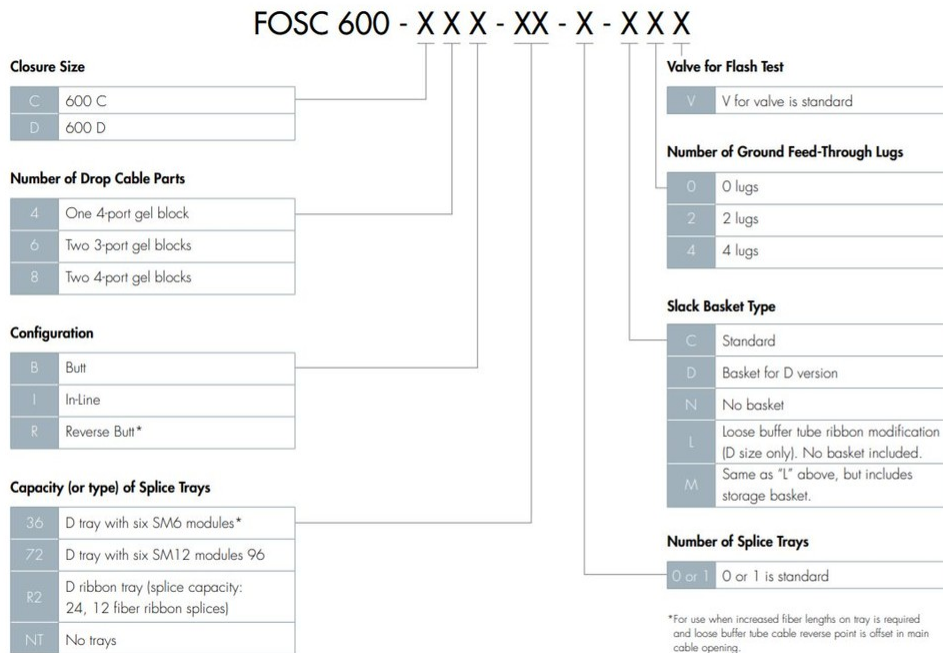 FOSC 600 - X X X - XX - X - X X X
Closure Size
C 600 C
D 600 D
Number of Drop Cable Parts
4 One 4-port gel block
6 Two 3-port gel blocks
8 Two 4-port gel blocks
Configuration
B Butt
I In-Line
R Reverse Butt*
Capacity (or type) of Splice Trays
36 D tray with six SM6 modules*
72 D tray with six SM12 modules 96
R2 D ribbon tray (splice capacity:
24, 12 fiber ribbon splices)
NT No trays
Valve for Flash Test
V V for valve is standard
Number of Ground Feed-Through Lugs
0 0 lugs
2 2 lugs
4 4 lugs
Slack Basket Type
C Standard
D Basket for D version
N No basket
L Loose buffer tube ribbon modification
(D size only). No basket included.
M Same as "L" above, but includes
storage basket.
Number of Splice Trays
0 or 1 0 or 1 is standard
*For use when increased fiber lengths on tray is required
and loose buffer tube cable reverse point is offset in main
cable opening.